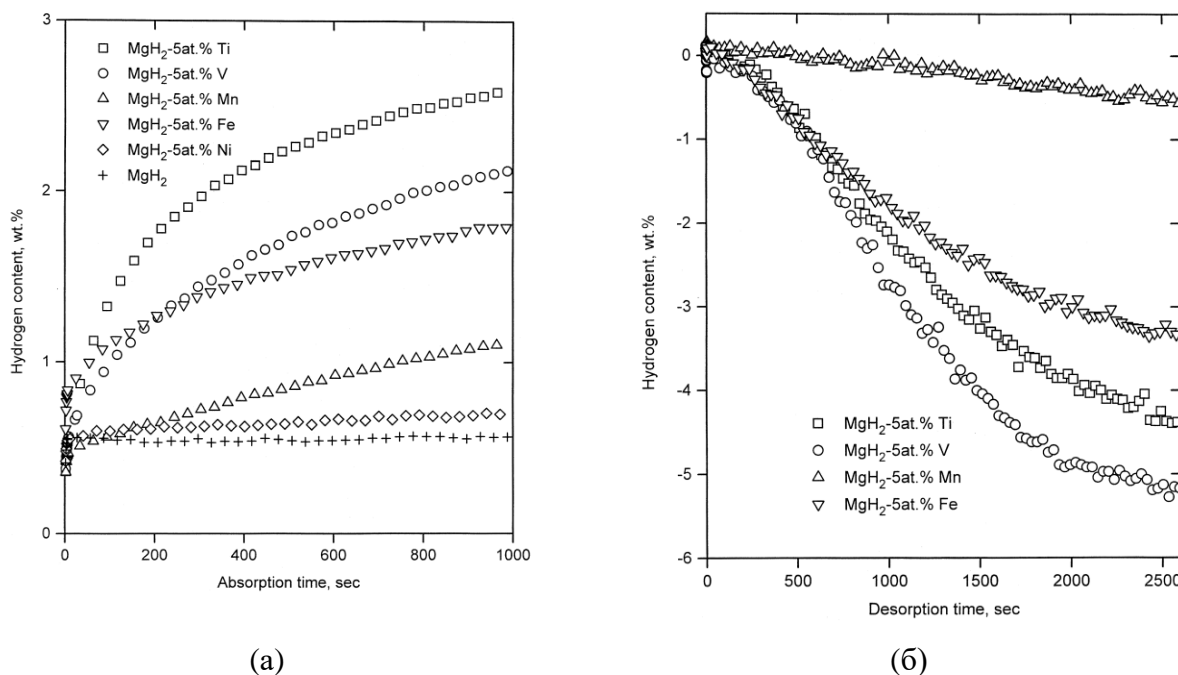 3
2
1
0
Hydrogen content, wt.%
MgH2-5at.% Ti
MgH2-5at.% V
MgH2-5at.% Mn
MgH2-5at.% Fe
MgH2-5at.% Ni
MgH2
0 200 400 600 800 1000
Absorption time, sec
(а)
0
-1
-2
-3
-4
-5
-6
Hydrogen content, wt.%
MgH2-5at.% Ti
MgH2-5at.% V
MgH2-5at.% Mn
MgH2-5at.% Fe
0 500 1000 1500 2000 2500
Desorption time, sec
(б)